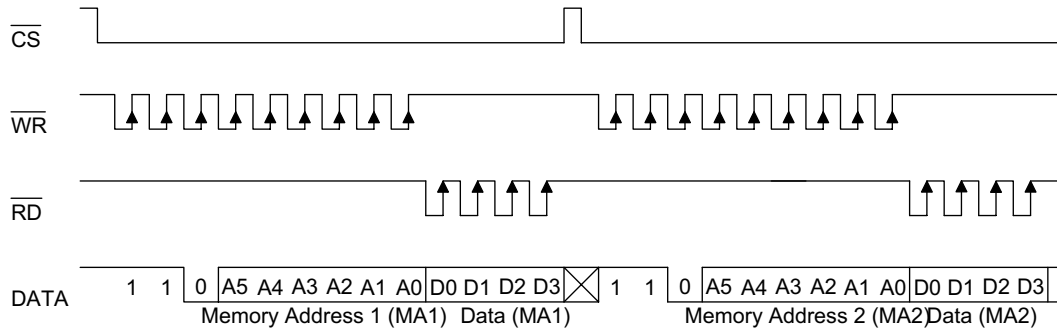 CS
WR
RD
DATA 1 1 0 A5 A4 A3 A2 A1 A0 D0 D1 D2 D3 1 1 0 A5 A4 A3 A2 A1 A0 D0 D1 D2 D3
Memory Address 1 (MA1) Data (MA1) Memory Address 2 (MA2) Data (MA2)